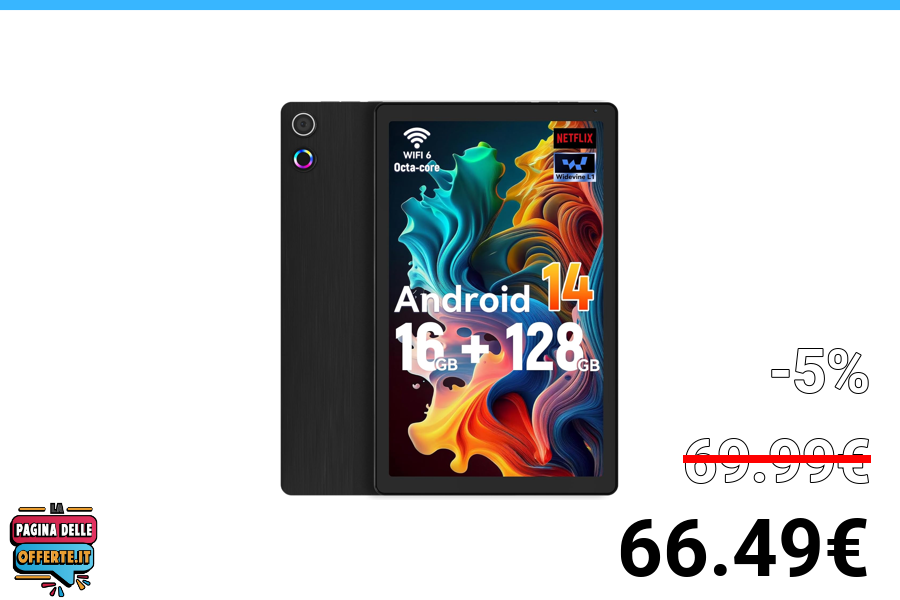 WIFI 6
Octa-core
NETFLIX
Widevine L1
Android 14
16GB + 128GB
-5%
69.99€
66.49€
LA
PAGINA DELLE
OFFERTE.IT